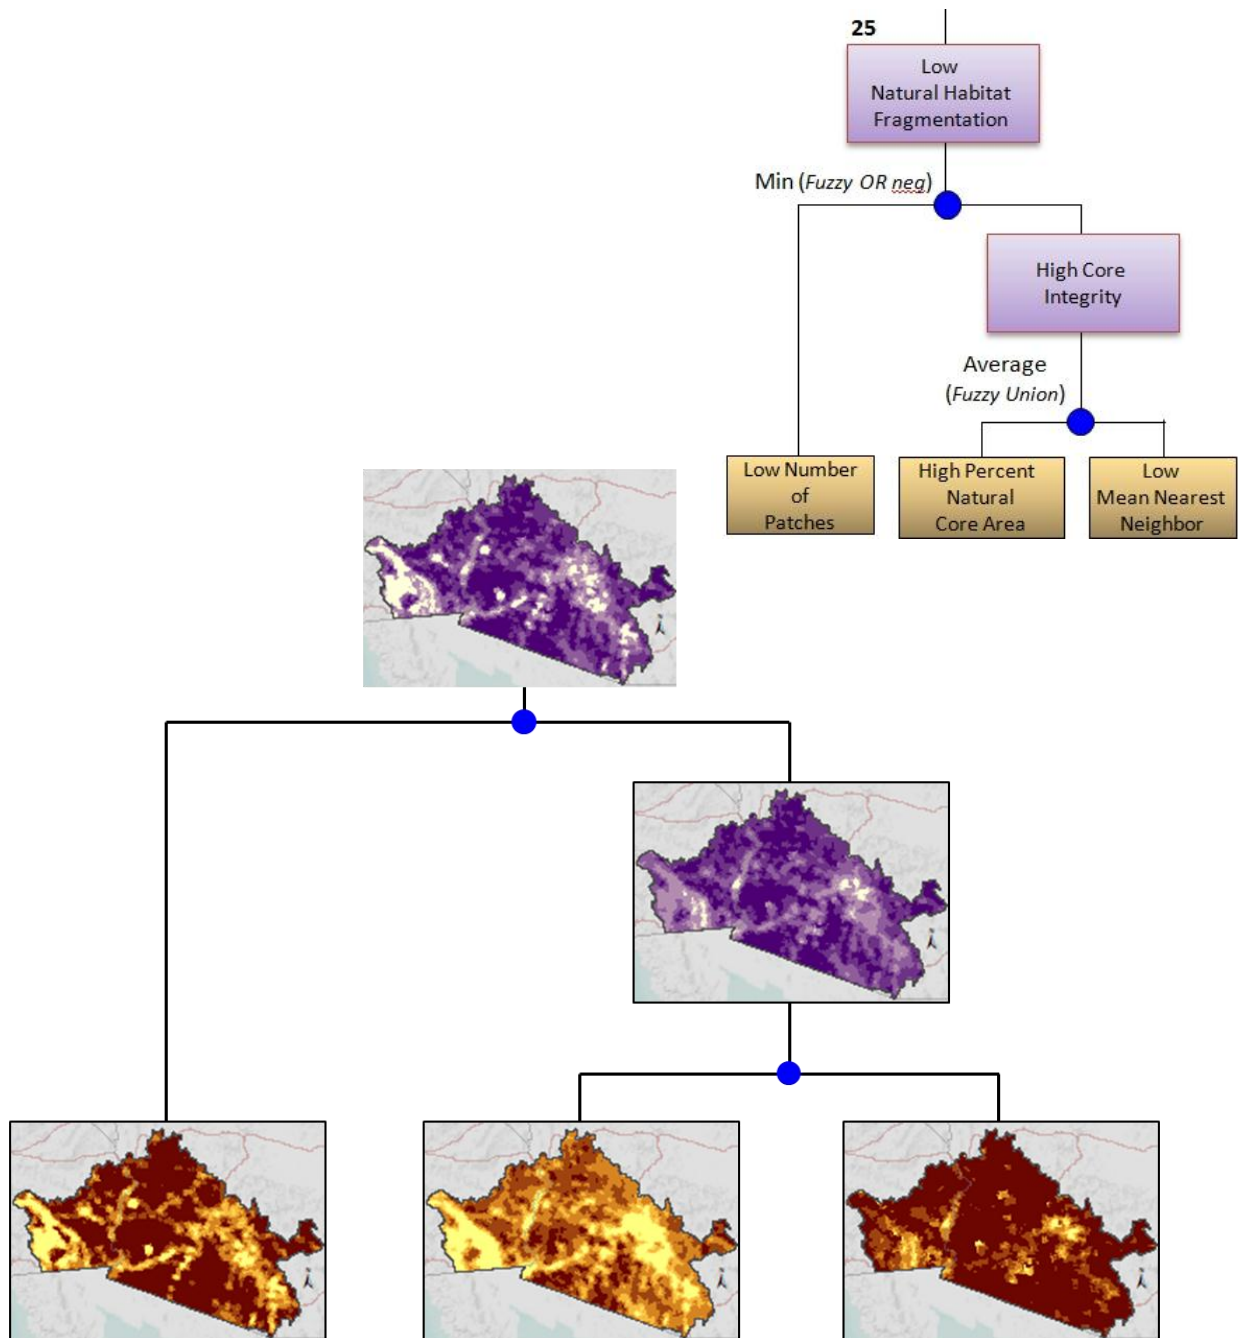 25
Low
Natural Habitat
Fragmentation
Min (Fuzzy OR neg)
High Core
Integrity
Average
(Fuzzy Union)
Low Number
of
Patches
High Percent
Natural
Core Area
Low
Mean Nearest
Neighbor
N
N
N
N
N